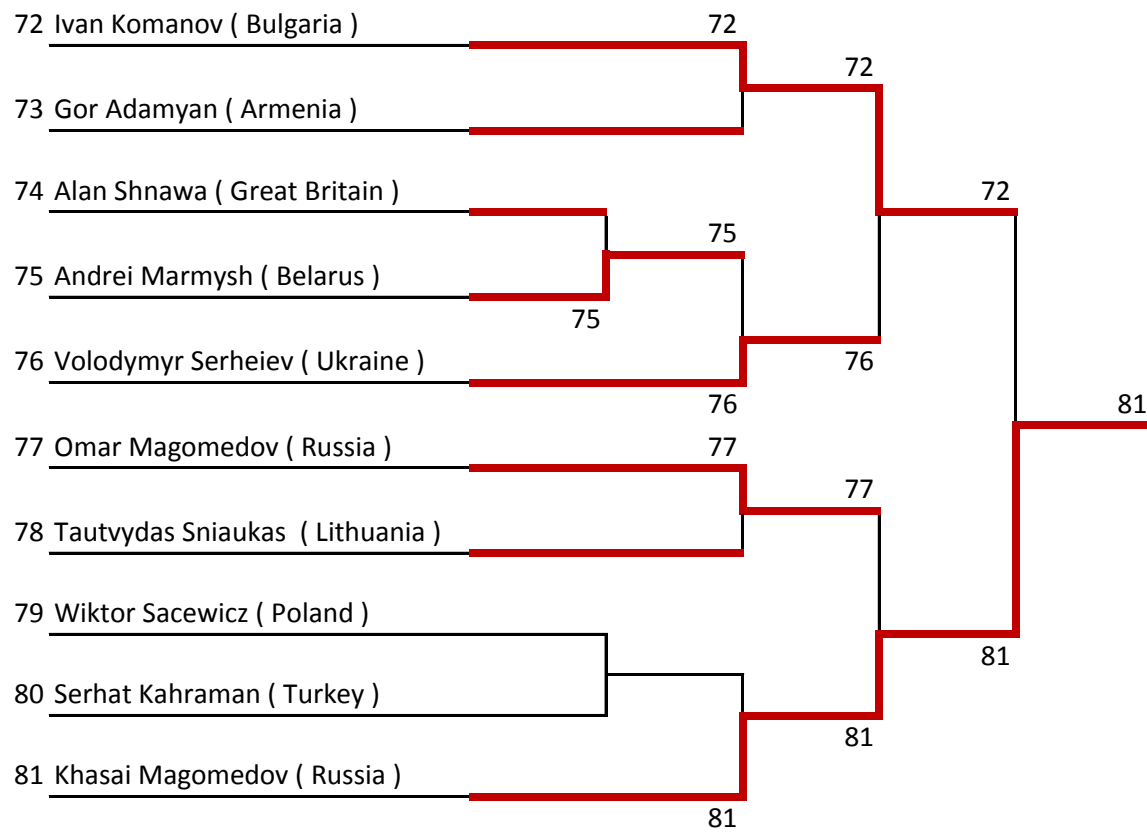 72 Ivan Komanov ( Bulgaria )
72
72
73 Gor Adamyan ( Armenia )
74 Alan Shnawa ( Great Britain )
72
75
75 Andrei Marmysh ( Belarus )
75
76 Volodymyr Serheiev ( Ukraine )
76
76
81
77 Omar Magomedov ( Russia )
77
77
78 Tautvydas Sniaukas  ( Lithuania )
79 Wiktor Sacewicz ( Poland )
81
80 Serhat Kahraman ( Turkey )
81
81 Khasai Magomedov ( Russia )
81